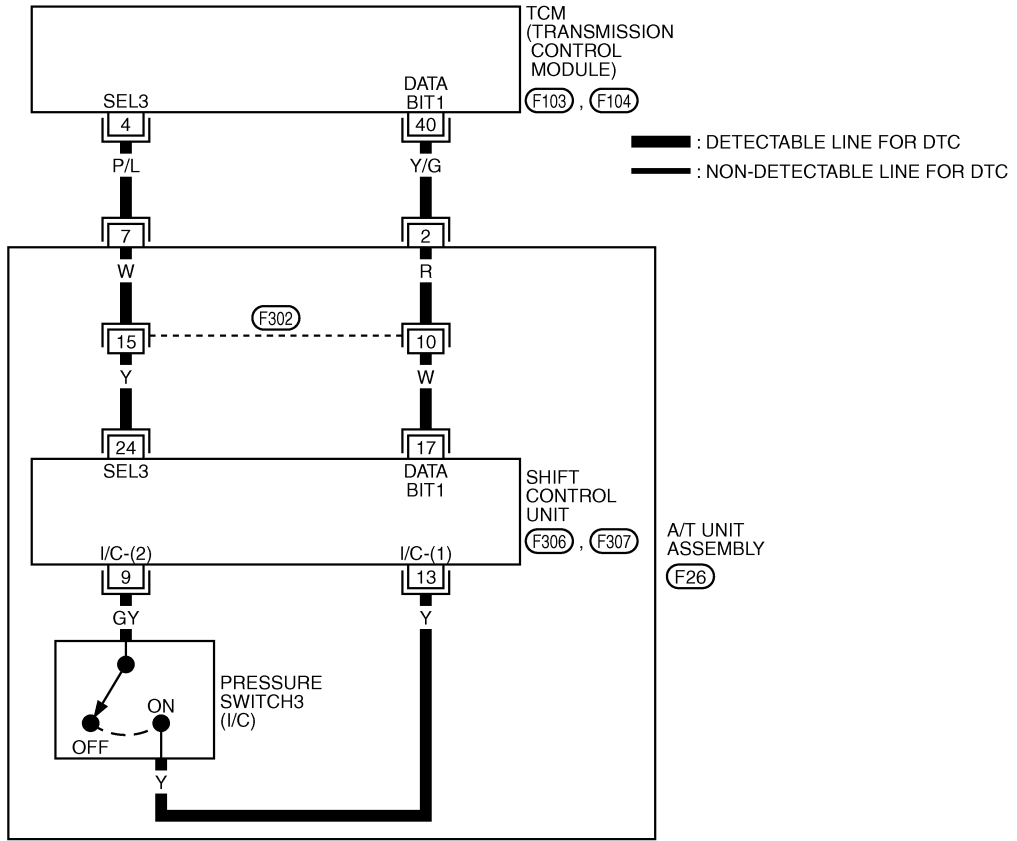 TCM
(TRANSMISSION
CONTROL
MODULE)
F103 , F104
SEL3
DATA
BIT1
4
40
: DETECTABLE LINE FOR DTC
: NON-DETECTABLE LINE FOR DTC
P/L
Y/G
7
2
W
R
F302
15
10
Y
W
24
17
SEL3
DATA
BIT1
SHIFT
CONTROL
UNIT
F306 , F307
A/T UNIT
ASSEMBLY
F26
I/C-(2)
I/C-(1)
9
13
GY
Y
PRESSURE
SWITCH3
(I/C)
ON
OFF
Y